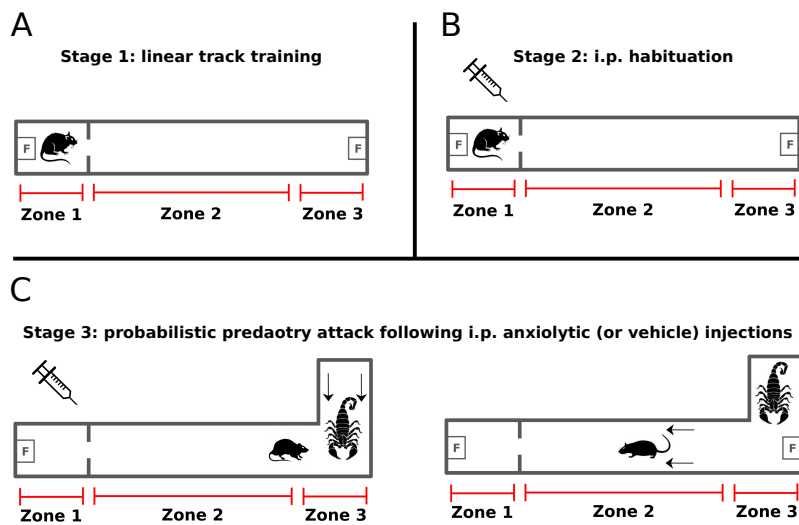 A
Stage 1: linear track training
F
F
Zone 1
Zone 2
Zone 3
B
Stage 2: i.p. habituation
F
F
Zone 1
Zone 2
Zone 3
C
Stage 3: probabilistic predaotry attack following i.p. anxiolytic (or vehicle) injections
F
Zone 1
Zone 2
Zone 3
F
F
Zone 1
Zone 2
Zone 3